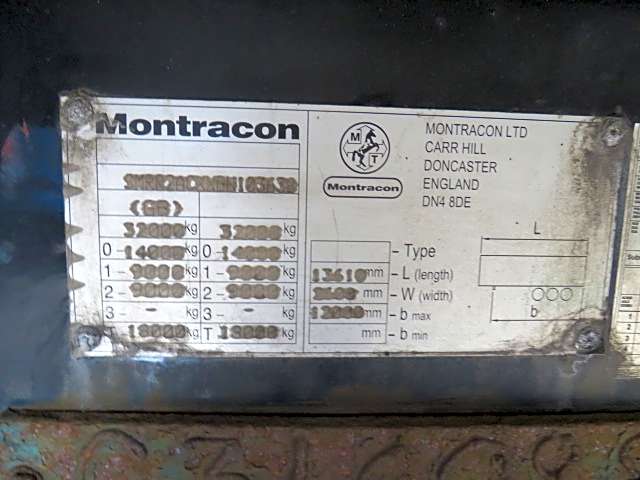 Montracon
(GB)
32000 kg 32000 kg
0 - 14000 kg 0 - 14000 kg
1 - 9000 kg 1 - 9000 kg
2 - 9000 kg 2 - 9000 kg
3 - - kg 3 - - kg
T 18000 kg T 18000 kg
M T
Montracon
MONTRACON LTD
CARR HILL
DONCASTER
ENGLAND
DN4 8DE
- Type
13610 mm - L (length)
mm - W (width)
12000 mm - b max
mm - b min
L
b